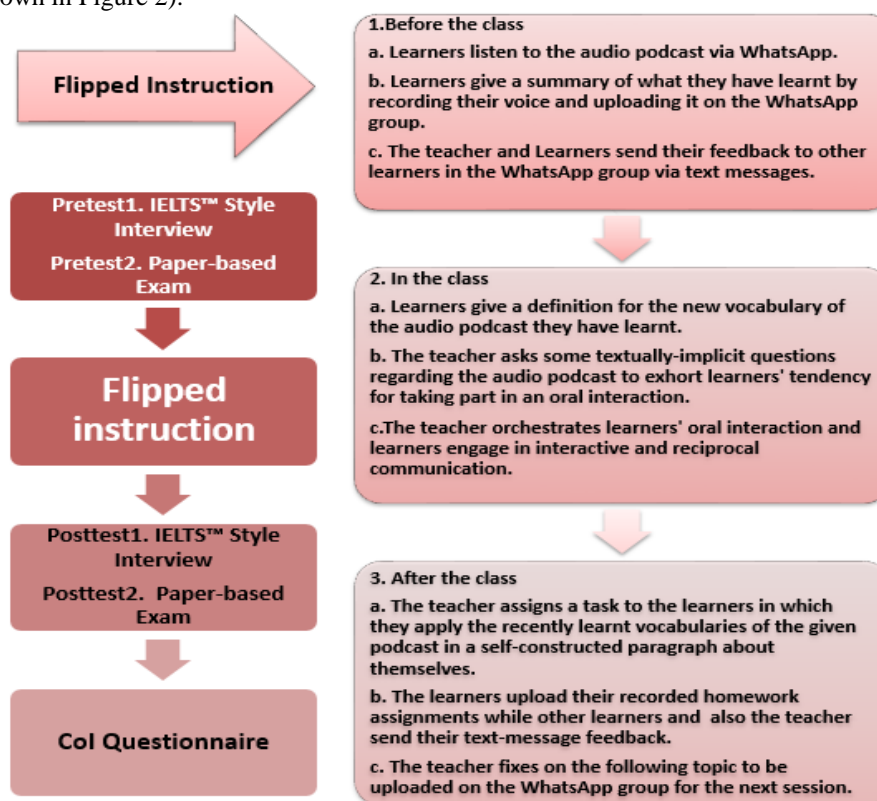 own in Figure 2).
Flipped Instruction
Pretest1. IELTS™ Style
Interview
Pretest2. Paper-based
Exam
Flipped
instruction
Posttest1. IELTS™ Style
Interview
Posttest2. Paper-based
Exam
CoI Questionnaire
1.Before the class
a. Learners listen to the audio podcast via WhatsApp.
b. Learners give a summary of what they have learnt by
recording their voice and uploading it on the WhatsApp
group.
c. The teacher and Learners send their feedback to other
learners in the WhatsApp group via text messages.
2. In the class
a. Learners give a definition for the new vocabulary of
the audio podcast they have learnt.
b. The teacher asks some textually-implicit questions
regarding the audio podcast to exhort learners' tendency
for taking part in an oral interaction.
c.The teacher orchestrates learners' oral interaction and
learners engage in interactive and reciprocal
communication.
3. After the class
a. The teacher assigns a task to the learners in which
they apply the recently learnt vocabularies of the given
podcast in a self-constructed paragraph about
themselves.
b. The learners upload their recorded homework
assignments while other learners and also the teacher
send their text-message feedback.
c. The teacher fixes on the following topic to be
uploaded on the WhatsApp group for the next session.